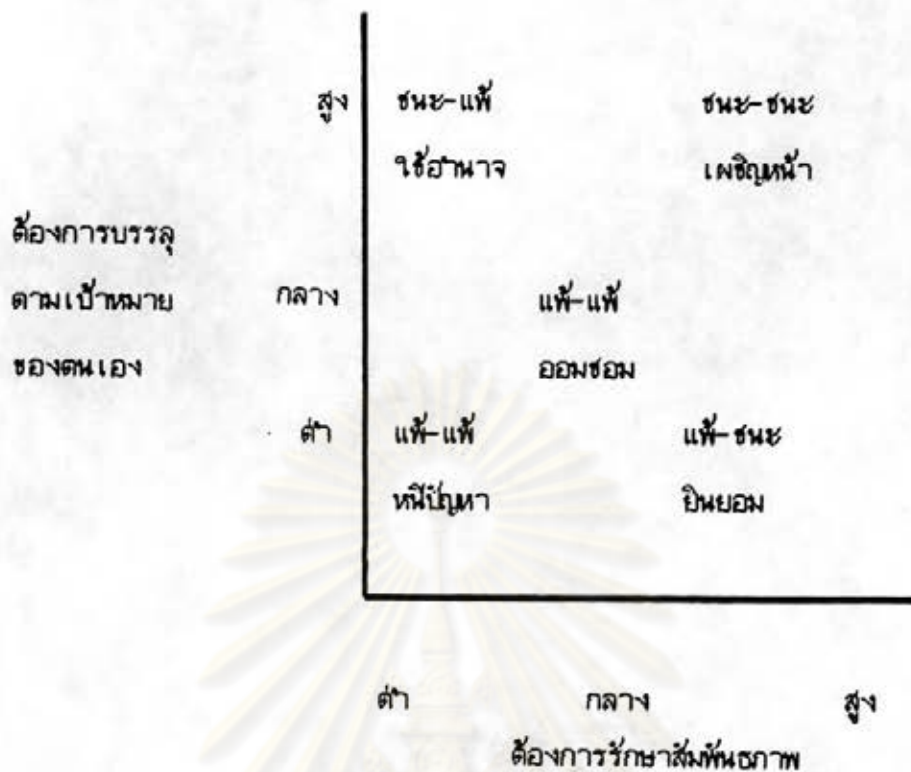 สูง ชนะ-แพ้ ชนะ-ชนะ
ใช้อำนาจ เผชิญหน้า
ต้องการบรรลุ
ตามเป้าหมาย กลาง แพ้-แพ้
ของตนเอง ออมชอม
ต่ำ แพ้-แพ้ แพ้-ชนะ
หนีปัญหา ยินยอม
ต่ำ กลาง สูง
ต้องการรักษาสัมพันธภาพ